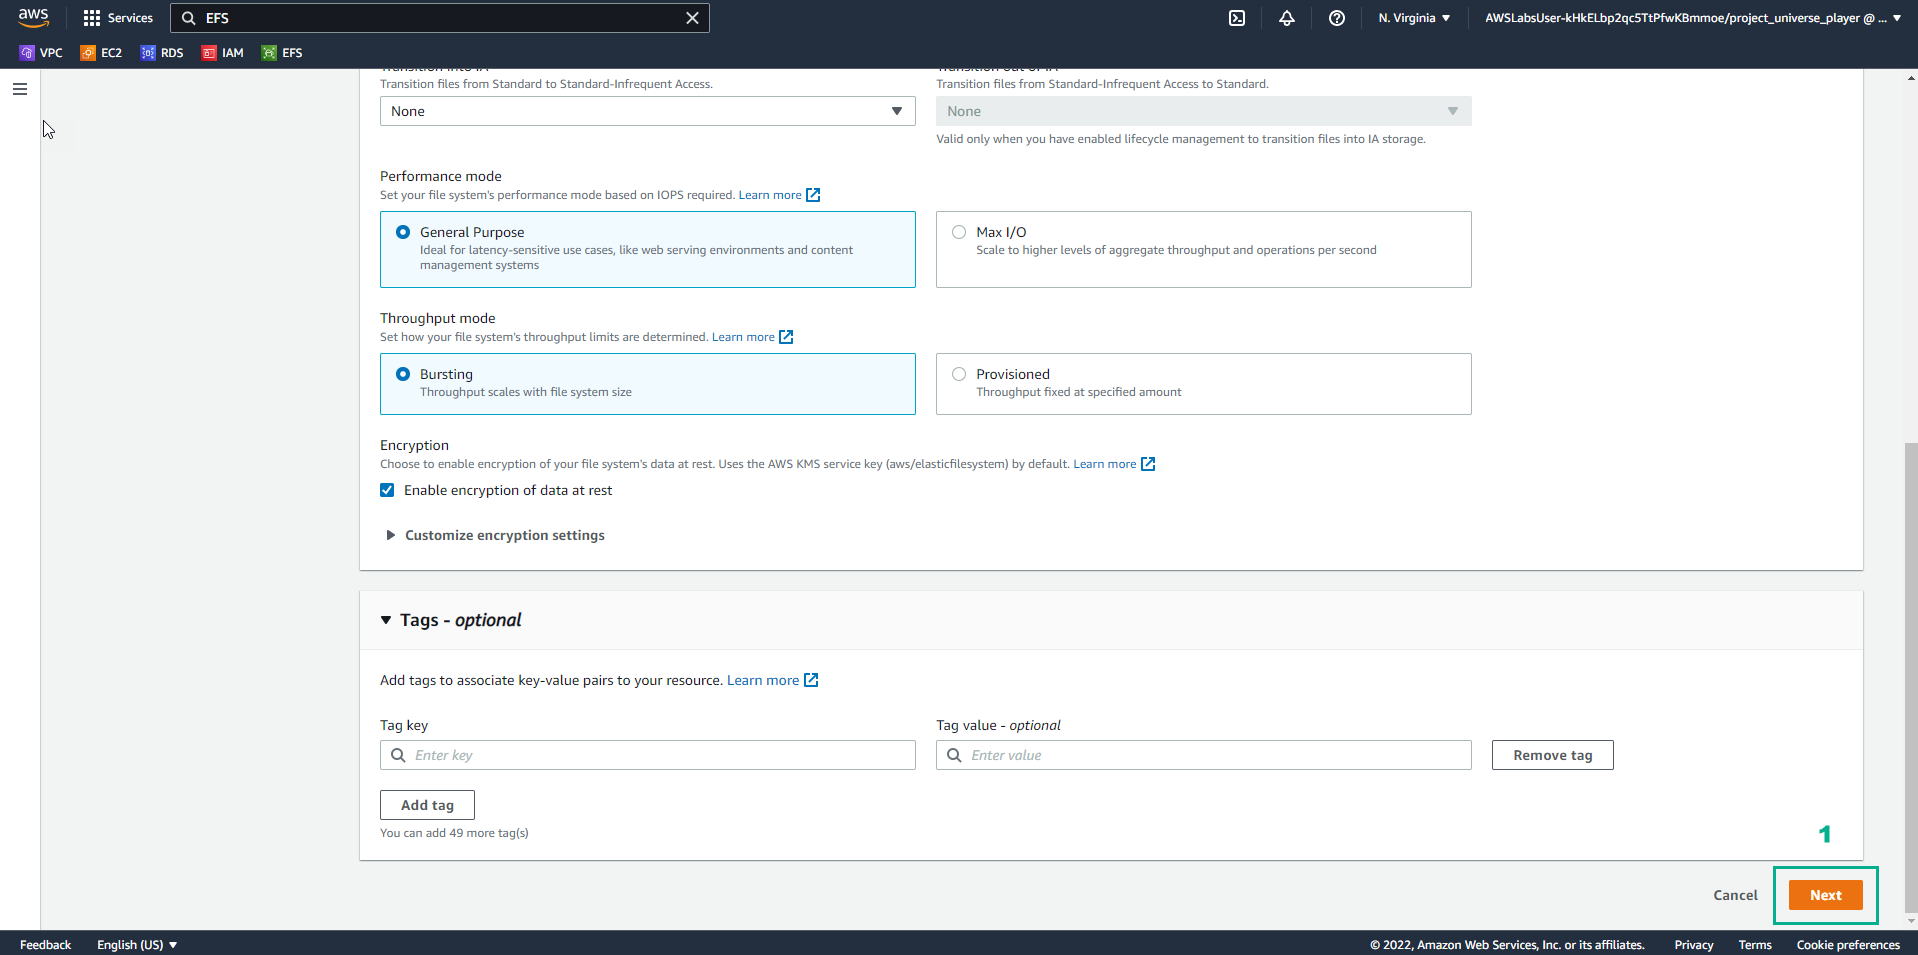 aws
Services
EFS
N. Virginia
AWSLabsUser-kHkELbp2qc5TtPfwKBmmoe/project_universe_player @ ...
VPC
EC2
RDS
IAM
EFS
Transition into IA
Transition out of IA
Transition files from Standard to Standard-Infrequent Access.
Transition files from Standard-Infrequent Access to Standard.
None
None
Valid only when you have enabled lifecycle management to transition files into IA storage.
Performance mode
Set your file system's performance mode based on IOPS required. Learn more
General Purpose
Ideal for latency-sensitive use cases, like web serving environments and content
management systems
Max I/O
Scale to higher levels of aggregate throughput and operations per second
Throughput mode
Set how your file system's throughput limits are determined. Learn more
Bursting
Throughput scales with file system size
Provisioned
Throughput fixed at specified amount
Encryption
Choose to enable encryption of your file system's data at rest. Uses the AWS KMS service key (aws/elasticfilesystem) by default. Learn more
Enable encryption of data at rest
Customize encryption settings
Tags - optional
Add tags to associate key-value pairs to your resource. Learn more
Tag key
Tag value - optional
Enter key
Enter value
Remove tag
Add tag
You can add 49 more tag(s)
1
Cancel
Next
Feedback
English (US)
© 2022, Amazon Web Services, Inc. or its affiliates.
Privacy
Terms
Cookie preferences